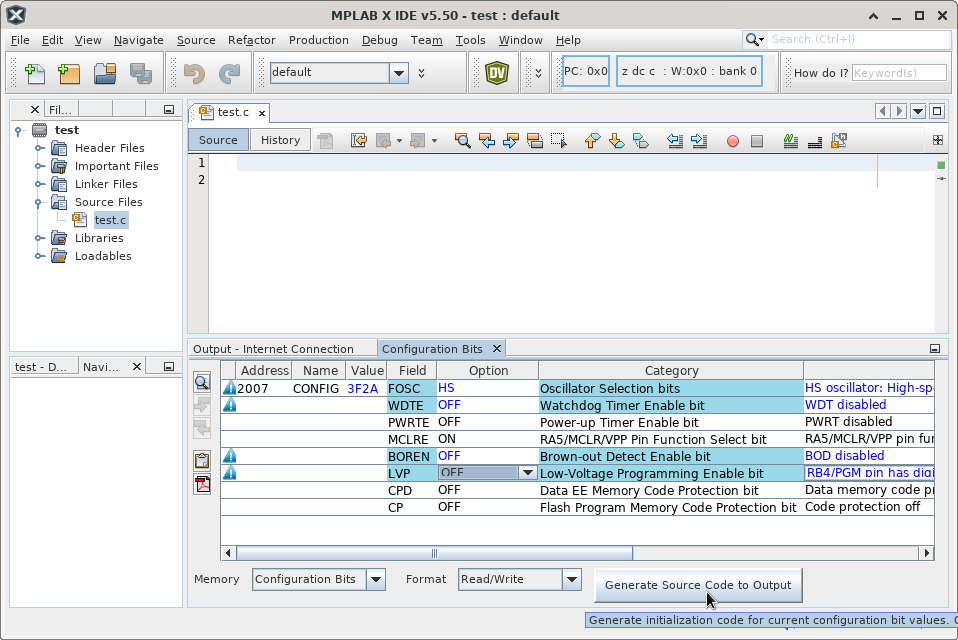 MPLAB X IDE v5.50 - test : default
File Edit View Navigate Source Refactor Production Debug Team Tools Window Help Search (Ctrl+I)
default DV PC: 0x0 z dc c : W:0x0 : bank 0 How do I? Keyword(s)
Fil...
test
Header Files
Important Files
Linker Files
Source Files
test.c
Libraries
Loadables
test - D... Navi...
test.c
Source History
1
2
Output - Internet Connection Configuration Bits
Address Name Value Field Option Category
2007 CONFIG 3F2A FOSC HS Oscillator Selection bits HS oscillator: High-sp
WDTE OFF Watchdog Timer Enable bit WDT disabled
PWRTE OFF Power-up Timer Enable bit PWRT disabled
MCLRE ON RA5/MCLR/VPP Pin Function Select bit RA5/MCLR/VPP pin fur
BOREN OFF Brown-out Detect Enable bit BOD disabled
LVP OFF Low-Voltage Programming Enable bit RB4/PGM pin has digi
CPD OFF Data EE Memory Code Protection bit Data memory code pr
CP OFF Flash Program Memory Code Protection bit Code protection off
Memory Configuration Bits Format Read/Write Generate Source Code to Output
Generate initialization code for current configuration bit values.